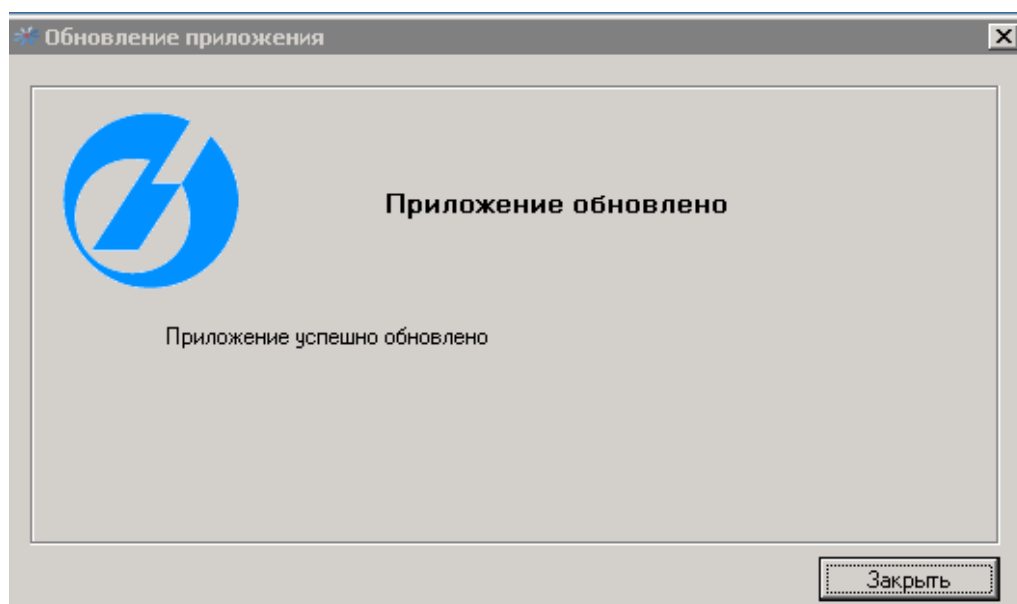 Обновление приложения
Приложение обновлено
Приложение успешно обновлено
Закрыть